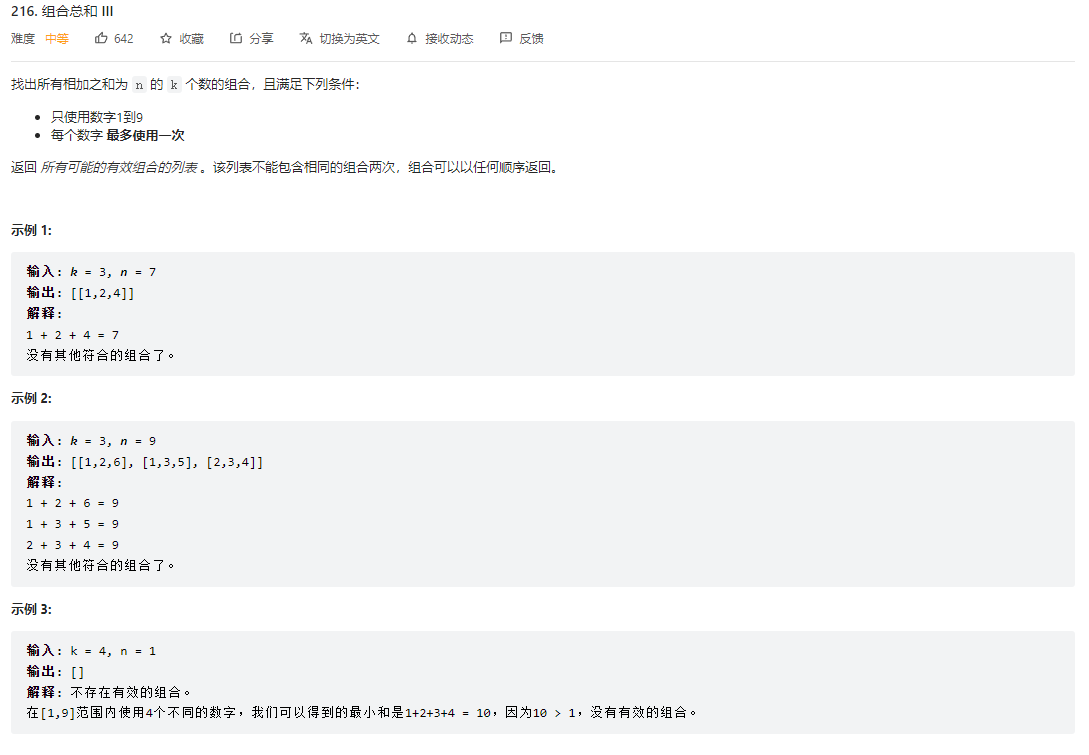 216. 组合总和 III
难度 中等 642 收藏 分享 切换为英文 接收动态 反馈
找出所有相加之和为 n 的 k 个数的组合，且满足下列条件：
只使用数字1到9
每个数字 最多使用一次
返回 所有可能的有效组合的列表 。该列表不能包含相同的组合两次，组合可以以任何顺序返回。
示例 1:
输入: k = 3, n = 7
输出: [[1,2,4]]
解释:
1 + 2 + 4 = 7
没有其他符合的组合了。
示例 2:
输入: k = 3, n = 9
输出: [[1,2,6], [1,3,5], [2,3,4]]
解释:
1 + 2 + 6 = 9
1 + 3 + 5 = 9
2 + 3 + 4 = 9
没有其他符合的组合了。
示例 3:
输入: k = 4, n = 1
输出: []
解释: 不存在有效的组合。
在[1,9]范围内使用4个不同的数字，我们可以得到的最小和是1+2+3+4 = 10，因为10 > 1，没有有效的组合。